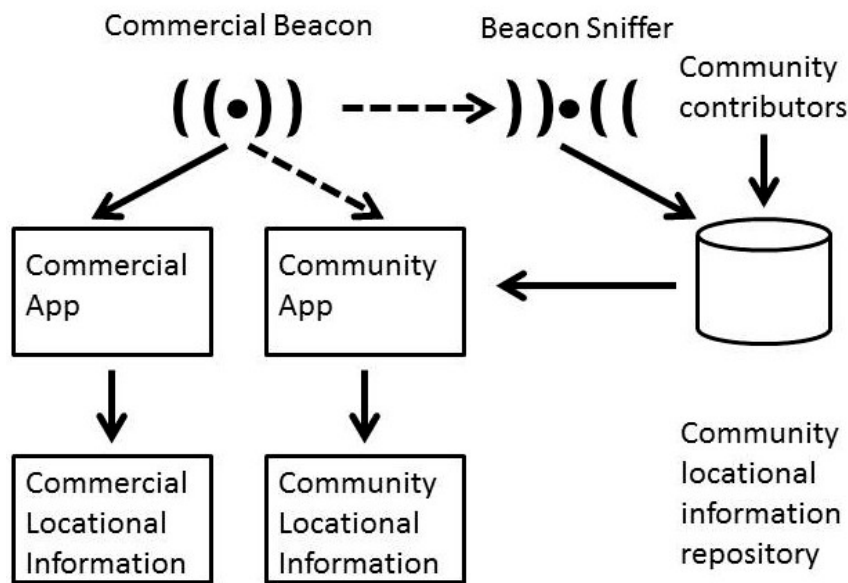 Commercial Beacon
Beacon Sniffer
Community
contributors
Commercial
App
Community
App
Commercial
Locational
Information
Community
Locational
Information
Community
locational
information
repository